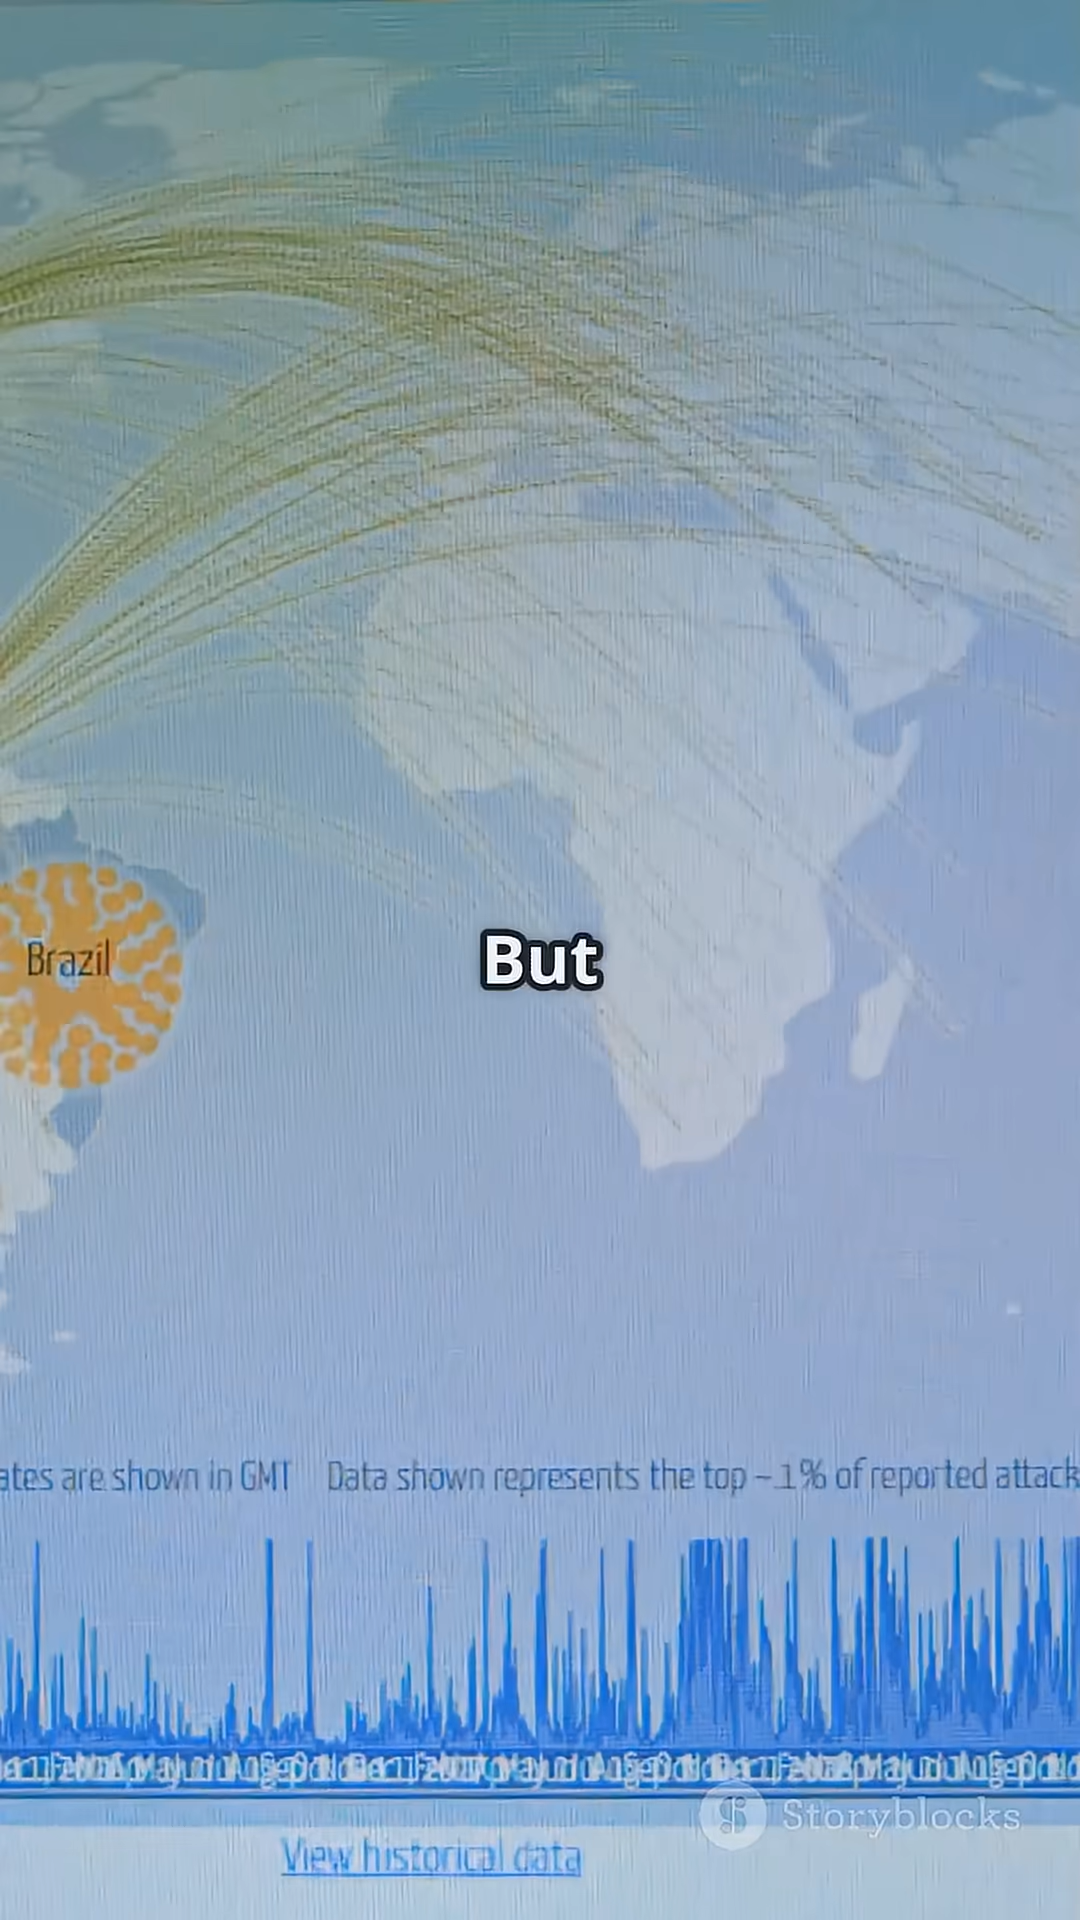 Brazil
But
ates are shown in GMT Data shown represents the top ~ 1% of reported attack
Storyblocks
View historical data